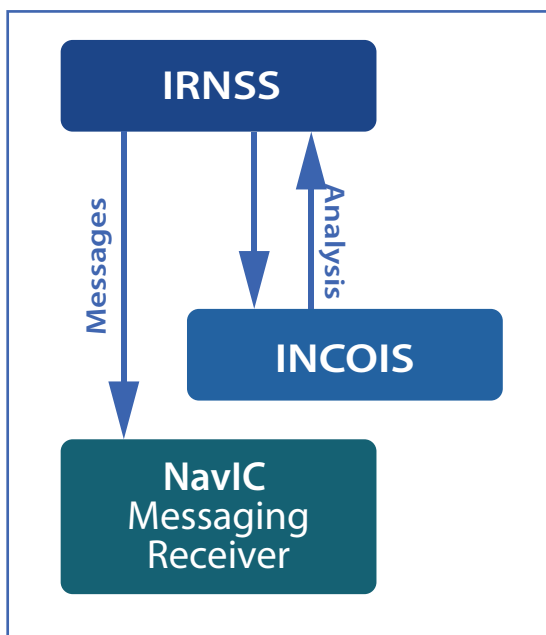 IRNSS
Messages
Analysis
INCOIS
NavIC
Messaging
Receiver